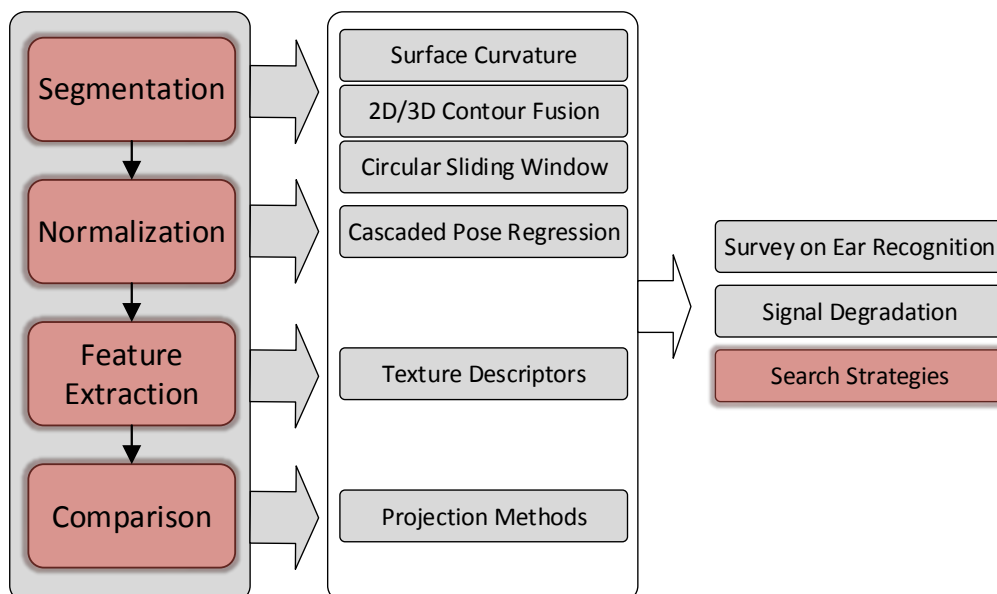 Segmentation
Normalization
Feature
Extraction
Comparison
Surface Curvature
2D/3D Contour Fusion
Circular Sliding Window
Cascaded Pose Regression
Texture Descriptors
Projection Methods
Survey on Ear Recognition
Signal Degradation
Search Strategies